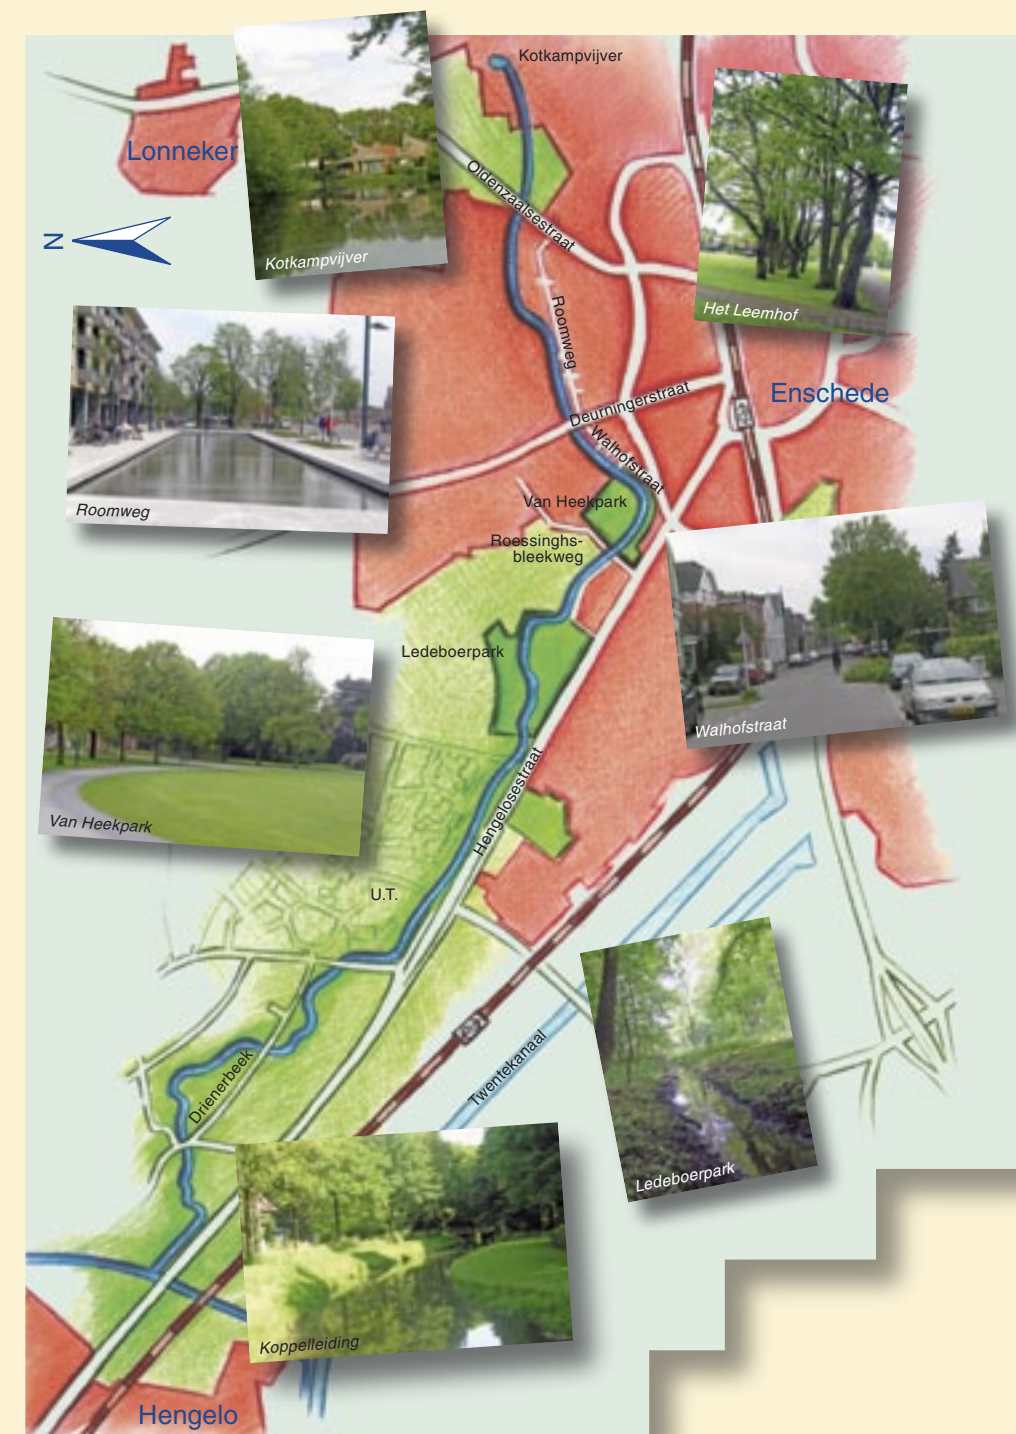 Kotkampvijver
Lonneker
Oldenzaalsestraat
N
Kotkampvijver
Het Leemhof
Roomweg
Enschede
Deurningerstraat
Walhofstraat
Van Heekpark
Roomweg
Roessinghs-
bleekweg
Ledeboerpark
Walhofstraat
Van Heekpark
Hengelosestraat
U.T.
Drienerbeek
Twentekanaal
Ledeboerpark
Koppelleiding
Hengelo